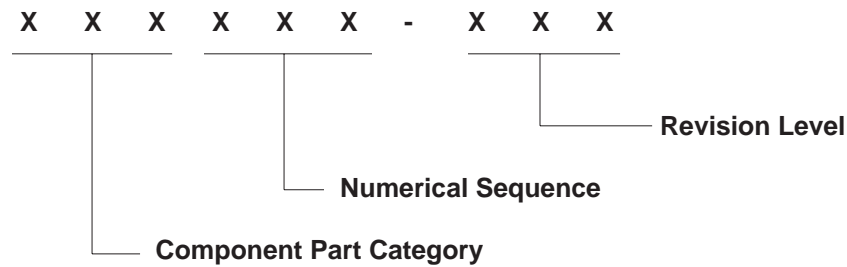 X X X X X X - X X X
Revision Level
Numerical Sequence
Component Part Category